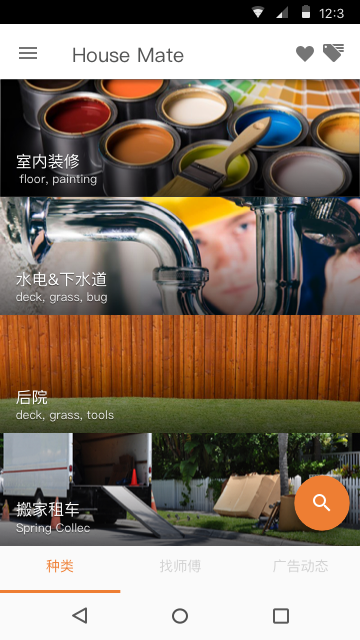 12:3
House Mate
室内装修
floor, painting
水电&下水道
deck, grass, bug
后院
deck, grass, tools
搬家租车
Spring Collec
种类
找师傅
广告动态